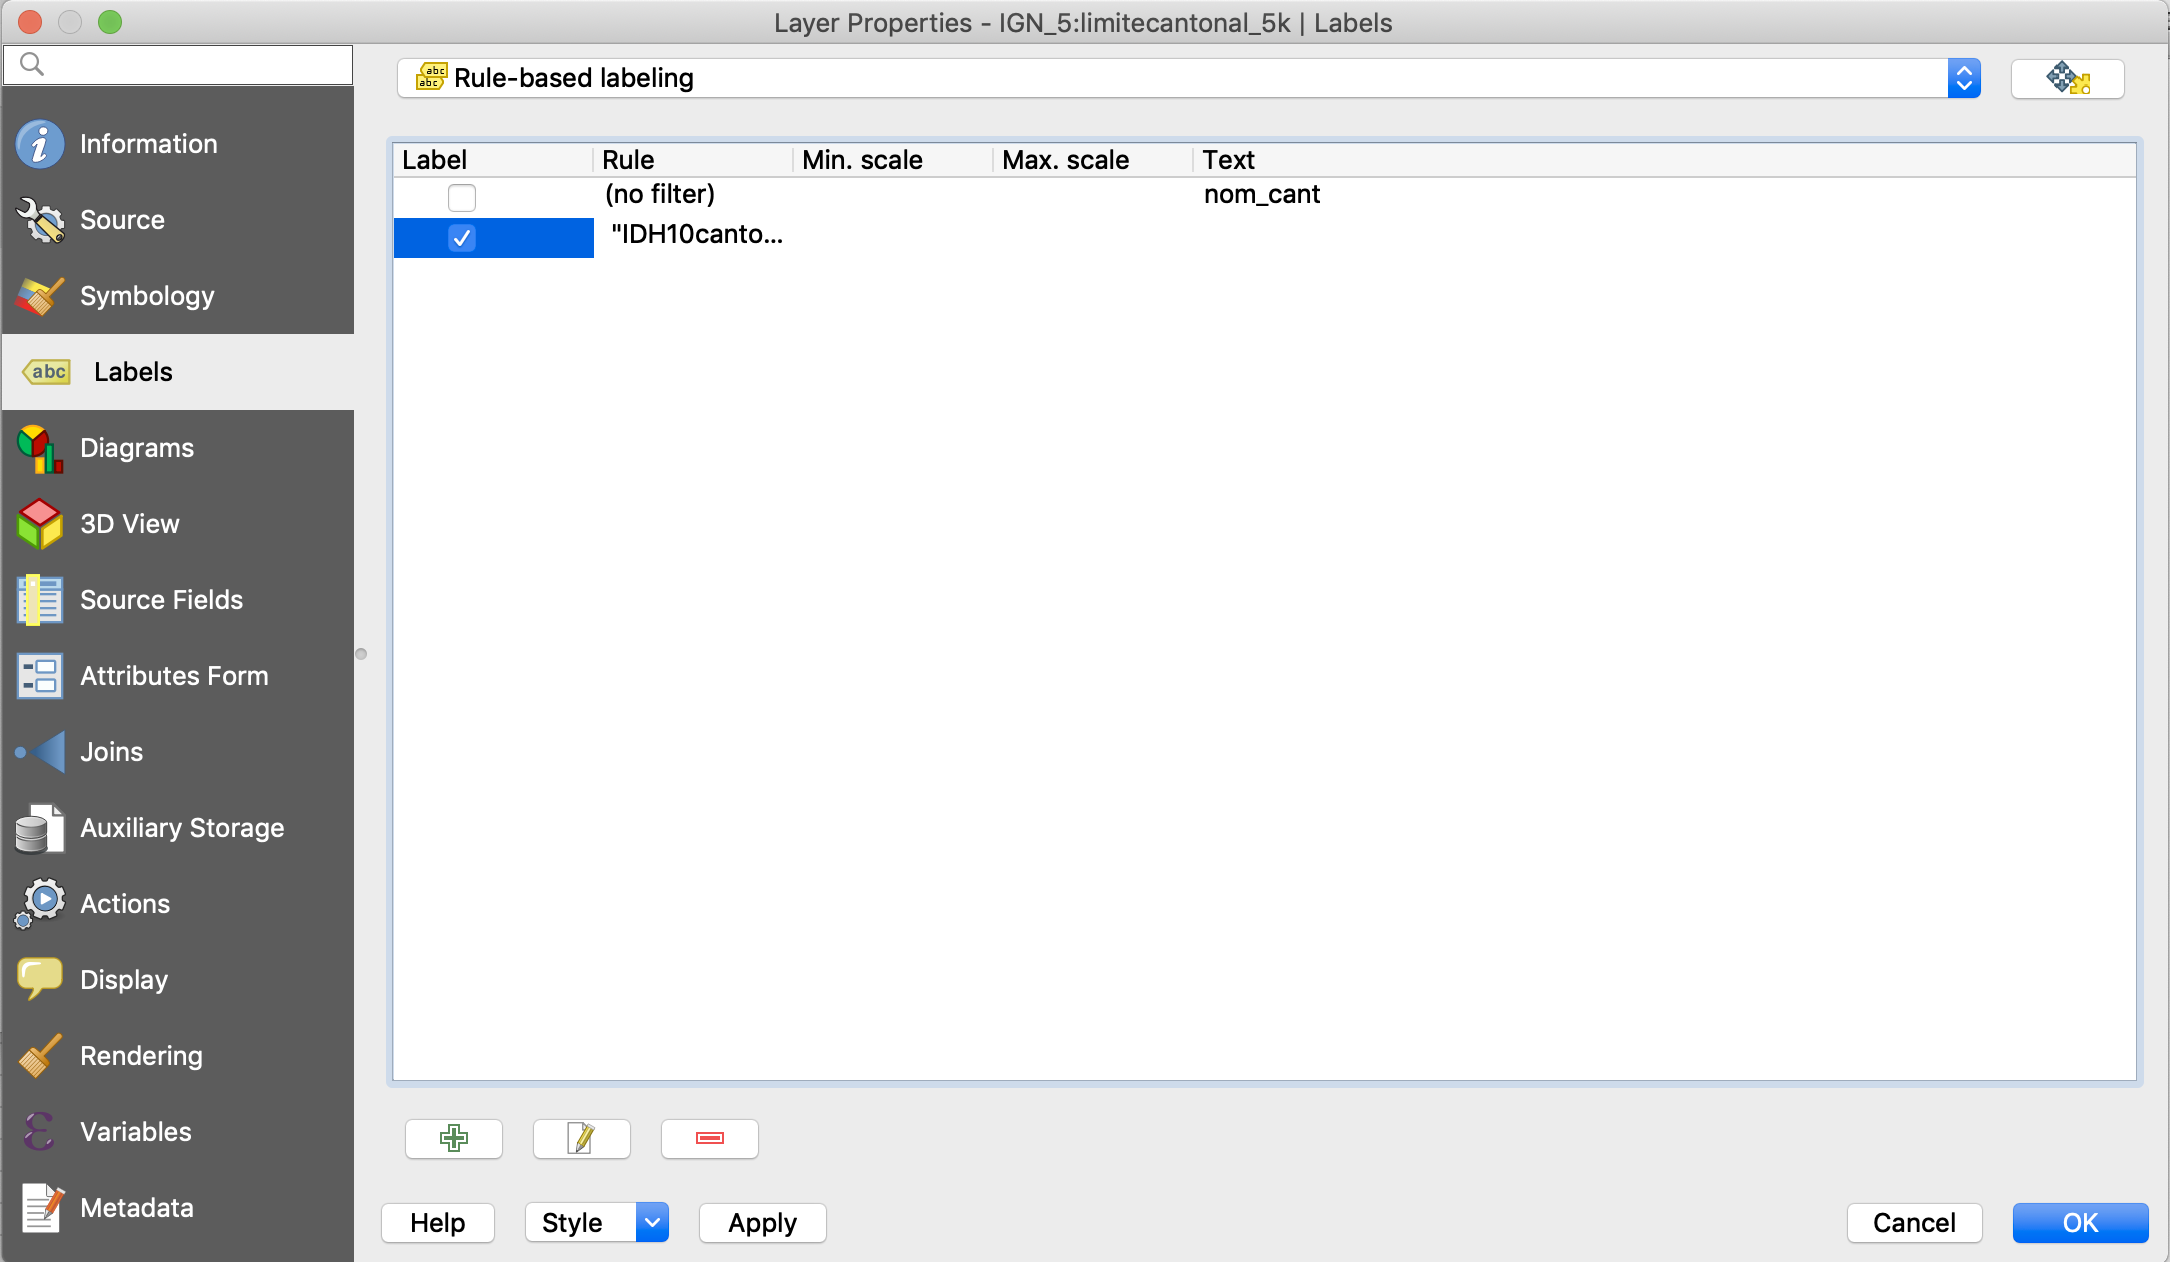 Layer Properties - IGN_5:limitecantonal_5k | Labels
Rule-based labeling
Information
Source
Symbology
Labels
Diagrams
3D View
Source Fields
Attributes Form
Joins
Auxiliary Storage
Actions
Display
Rendering
Variables
Metadata
Label Rule Min. scale Max. scale Text
(no filter) nom_cant
"IDH10canto...
Help Style Apply Cancel OK